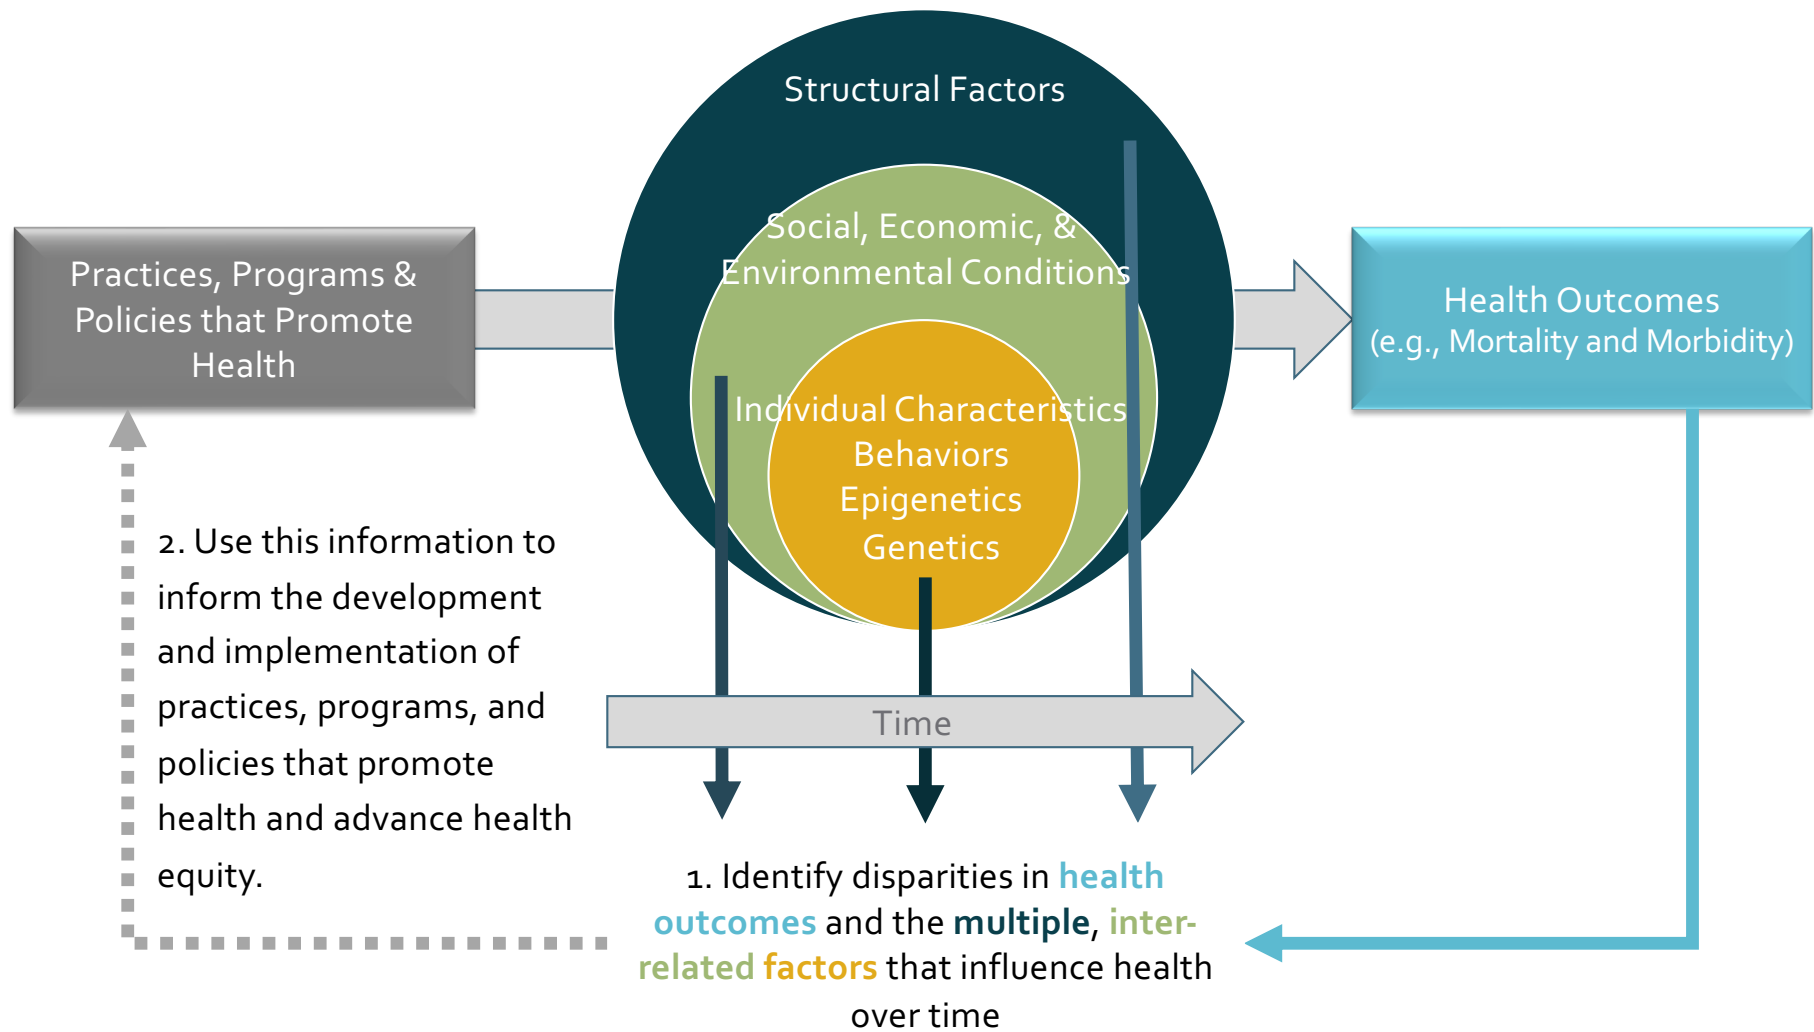 Structural Factors
Social, Economic, &
Environmental Conditions
Individual Characteristics
Behaviors
Epigenetics
Genetics
Practices, Programs &
Policies that Promote
Health
Health Outcomes
(e.g., Mortality and Morbidity)
Time
2. Use this information to
inform the development
and implementation of
practices, programs, and
policies that promote
health and advance health
equity.
1. Identify disparities in health
outcomes and the multiple, inter-
related factors that influence health
over time